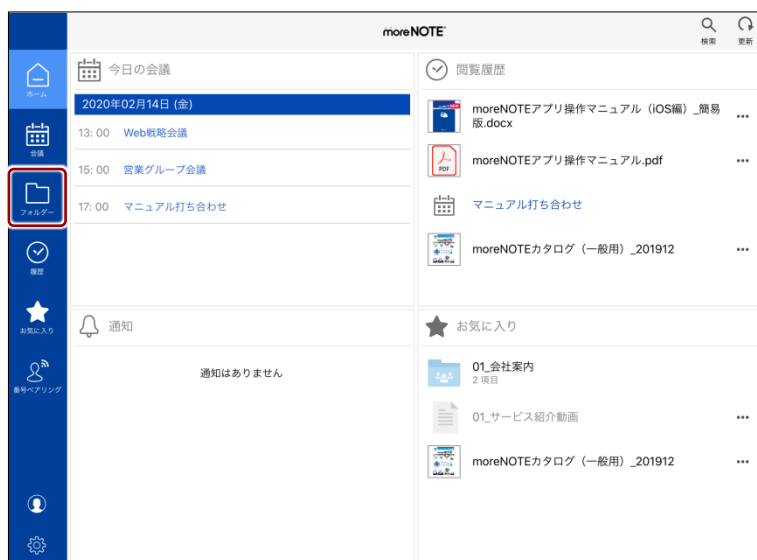 moreNOTE
検索
更新
ホーム
会議
フォルダー
履歴
お気に入り
番号ペアリング
今日の会議
2020年02月14日 (金)
13:00 Web戦略会議
15:00 営業グループ会議
17:00 マニュアル打ち合わせ
閲覧履歴
moreNOTEアプリ操作マニュアル（iOS編）_簡易
版.docx
PDF
moreNOTEアプリ操作マニュアル.pdf
マニュアル打ち合わせ
moreNOTEカタログ（一般用）_201912
通知
通知はありません
お気に入り
01_会社案内
2 項目
01_サービス紹介動画
moreNOTEカタログ（一般用）_201912